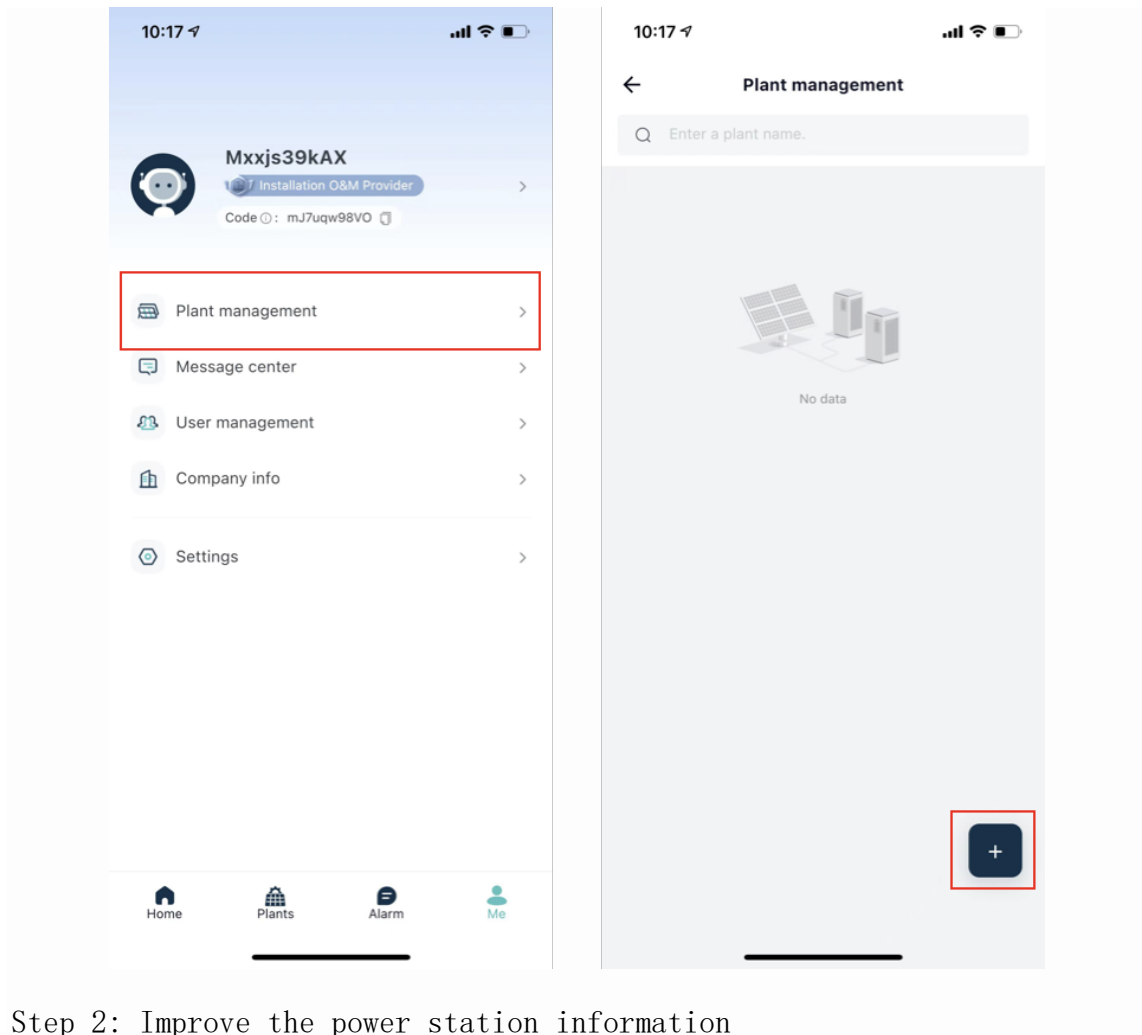 10:17
Mxxjs39kAX
Installation O&M Provider
Code ⓘ: mJ7uqw98VO
Plant management
Message center
User management
Company info
Settings
Home
Plants
Alarm
Me
10:17
Plant management
Enter a plant name.
No data
+
Step 2: Improve the power station information